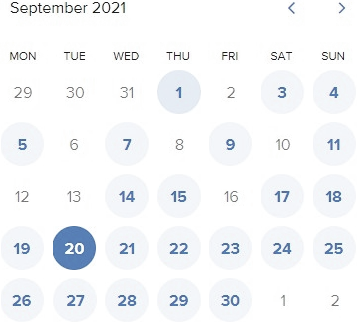 September 2021
MON TUE WED THU FRI SAT SUN
29 30 31 1 2 3 4
5 6 7 8 9 10 11
12 13 14 15 16 17 18
19 20 21 22 23 24 25
26 27 28 29 30 1 2